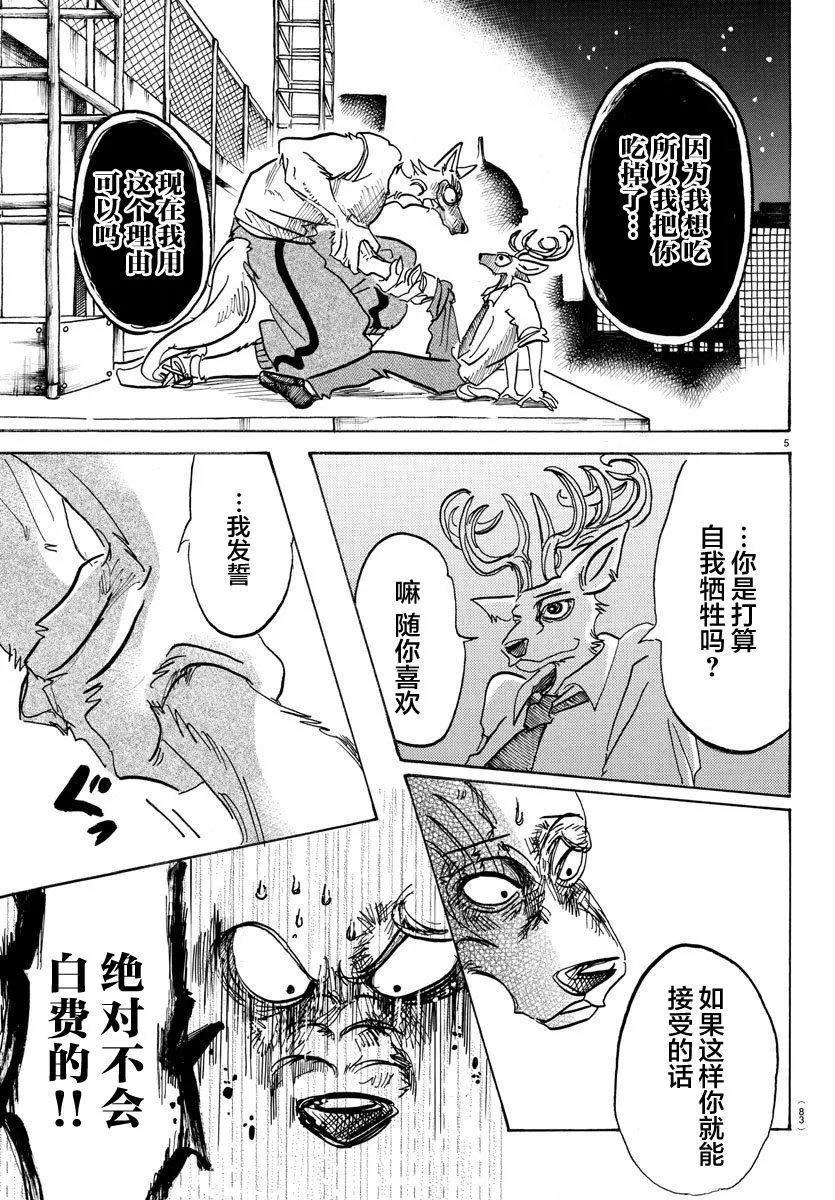 因为我想吃
所以我把你
吃掉了…
现在我用
这个理由
可以吗
5
…你是打算
自我牺牲吗?
嘛 随你喜欢
…我发誓
ぐっ
如果这样你就能
接受的话
绝对不会
白费的!!
(83)